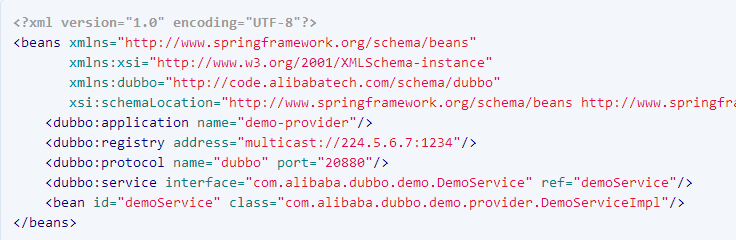 <?xml version="1.0" encoding="UTF-8"?>
<beans xmlns="http://www.springframework.org/schema/beans"
xmlns:xsi="http://www.w3.org/2001/XMLSchema-instance"
xmlns:dubbo="http://code.alibabatech.com/schema/dubbo"
xsi:schemaLocation="http://www.springframework.org/schema/beans http://www.springfra
<dubbo:application name="demo-provider"/>
<dubbo:registry address="multicast://224.5.6.7:1234"/>
<dubbo:protocol name="dubbo" port="20880"/>
<dubbo:service interface="com.alibaba.dubbo.demo.DemoService" ref="demoService"/>
<bean id="demoService" class="com.alibaba.dubbo.demo.provider.DemoServiceImpl"/>
</beans>